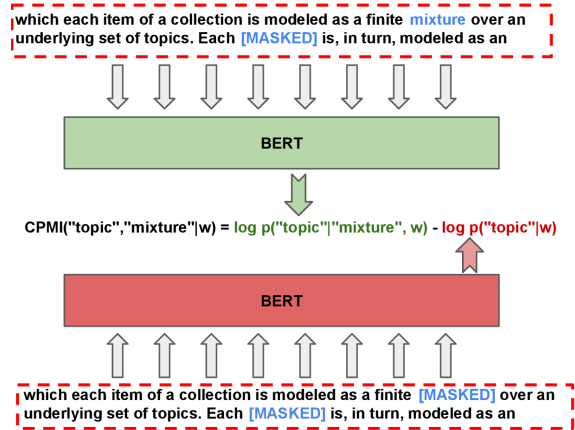 which each item of a collection is modeled as a finite mixture over an
underlying set of topics. Each [MASKED] is, in turn, modeled as an
BERT
CPMI("topic","mixture"|w) = log p("topic"|"mixture", w) - log p("topic"|w)
BERT
which each item of a collection is modeled as a finite [MASKED] over an
underlying set of topics. Each [MASKED] is, in turn, modeled as an